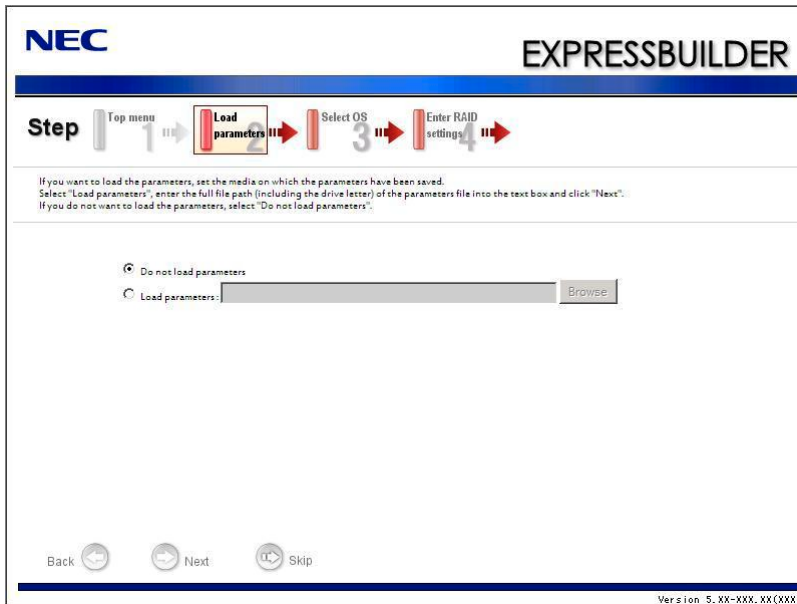 NEC
EXPRESSBUILDER
Step
Top menu
1
Load
parameters
2
Select OS
3
Enter RAID
settings
4
If you want to load the parameters, set the media on which the parameters have been saved.
Select "Load parameters", enter the full file path (including the drive letter) of the parameters file into the text box and click "Next".
If you do not want to load the parameters, select "Do not load parameters".
Do not load parameters
Load parameters:
Browse
Back
Next
Skip
Version 5.XX-XXX.XX(XXX